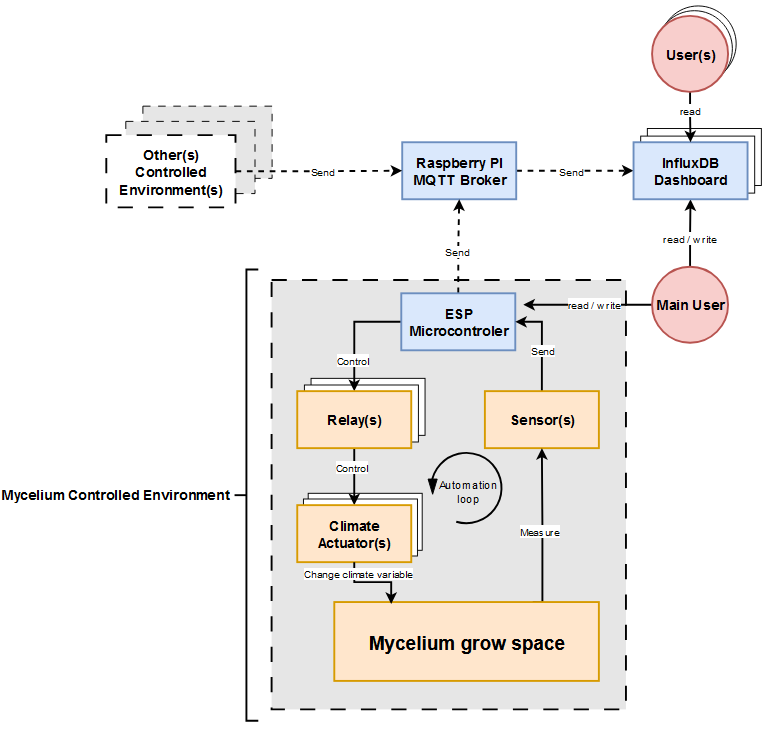 User(s)
read
Other(s)
Controlled
Environment(s)
Send
Raspberry PI
MQTT Broker
Send
InfluxDB
Dashboard
read / write
Send
Main User
read / write
ESP
Microcontroler
Control
Send
Relay(s)
Sensor(s)
Control
Automation
loop
Mycelium Controlled Environment
Climate
Actuator(s)
Measure
Change climate variable
Mycelium grow space